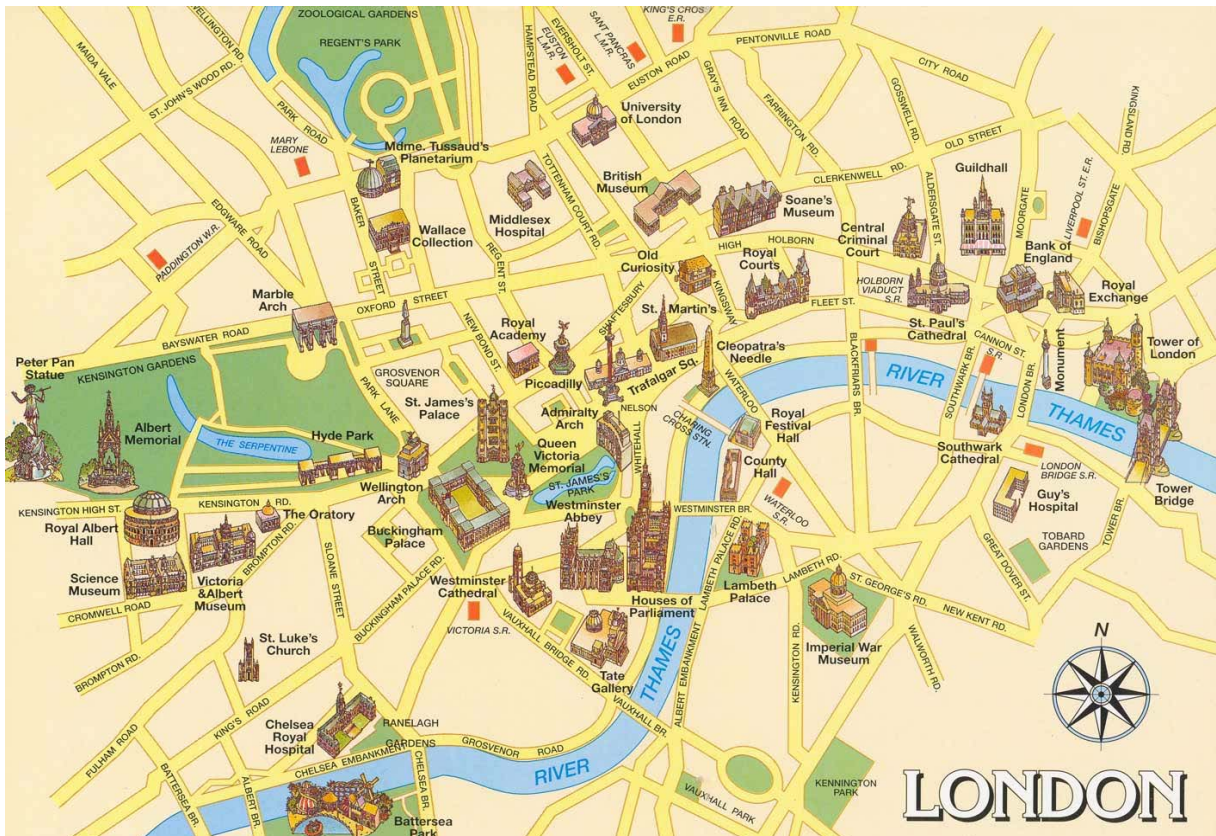 ZOOLOGICAL GARDENS
REGENT'S PARK
WELLINGTON RD.
MAIDA VALE
ST. JOHN'S WOOD RD.
PARK ROAD
HAMPSTEAD ROAD
EVERSHOLT ST.
EUSTON
L.M.R.
SANT PANCRAS
L.M.R.
KING'S CROS
E.R.
EUSTON ROAD
PENTONVILLE ROAD
CITY ROAD
GRAY'S INN ROAD
FARRINGTON RD.
GOSSWELL RD.
OLD STREET
KINGSLAND RD.
MARY
LEBONE
Mdme. Tussaud's
Planetarium
University
of London
TOTTENHAM COURT RD.
British
Museum
CLERKENWELL RD.
ALDERSGATE ST.
Guildhall
MOORGATE
LIVERPOOL ST. E.R.
BISHOPSGATE
EDGWARE ROAD
BAKER
STREET
Wallace
Collection
Middlesex
Hospital
Soane's
Museum
Central
Criminal
Court
PADDINGTON W.R.
REGENT ST.
HIGH
HOLBORN
Old
Curiosity
Royal
Courts
KINGSWAY
HOLBORN
VIADUCT
S.R.
Bank of
England
Royal
Exchange
Marble
Arch
OXFORD
STREET
SHAFTESBURY
FLEET ST.
St. Martin's
St. Paul's
Cathedral
CANNON ST.
S.R.
BAYSWATER ROAD
NEW BOND ST.
Royal
Academy
Piccadilly
Trafalgar Sq.
Cleopatra's
Needle
BLACKFRIARS BR.
SOUTHWARK BR.
LONDON BR.
Monument
Tower of
London
Peter Pan
Statue
KENSINGTON GARDENS
GROSVENOR
SQUARE
PARK LANE
St. James's
Palace
Admiralty
Arch
NELSON
WATERLOO
RIVER
THAMES
Albert
Memorial
THE SERPENTINE
Hyde Park
Queen
Victoria
Memorial
WHITEHALL
CHARING
CROSS STN.
Royal
Festival
Hall
Southwark
Cathedral
Wellington
Arch
ST. JAMES'S
PARK
County
Hall
WATERLOO
S.R.
LONDON
BRIDGE S.R.
Tower
Bridge
KENSINGTON HIGH ST.
KENSINGTON
RD.
The Oratory
Royal Albert
Hall
Buckingham
Palace
Westminster
Abbey
WESTMINSTER BR.
Guy's
Hospital
TOWER BR.
TOBARD
GARDENS
BROMPTON RD.
SLOANE STREET
BUCKINGHAM PALACE RD.
Science
Museum
Victoria
&Albert
Museum
Westminster
Cathedral
LAMBETH PALACE RD
Lambeth
Palace
LAMBETH RD.
ST. GEORGE'S RD.
GREAT DOVER ST.
NEW KENT RD.
CROMWELL ROAD
VICTORIA S.R.
VAUXHALL
BRIDGE RD.
Houses of
Parliament
St. Luke's
Church
Tate
Gallery
THAMES
ALBERT EMBANKMENT
KENSINGTON RD.
Imperial War
Museum
WALWORTH RD.
N
BROMPTON RD.
KING'S ROAD
FULHAM ROAD
Chelsea
Royal
Hospital
RANELAGH
GARDENS
GROSVENOR
ROAD
VAUXHALL BR.
CHELSEA EMBANKMENT
RIVER
BATTERSEA BR.
ALBERT BR.
CHELSEA BR.
Battersea
Park
VAUXHALL PARK
KENNINGTON
PARK
LONDON